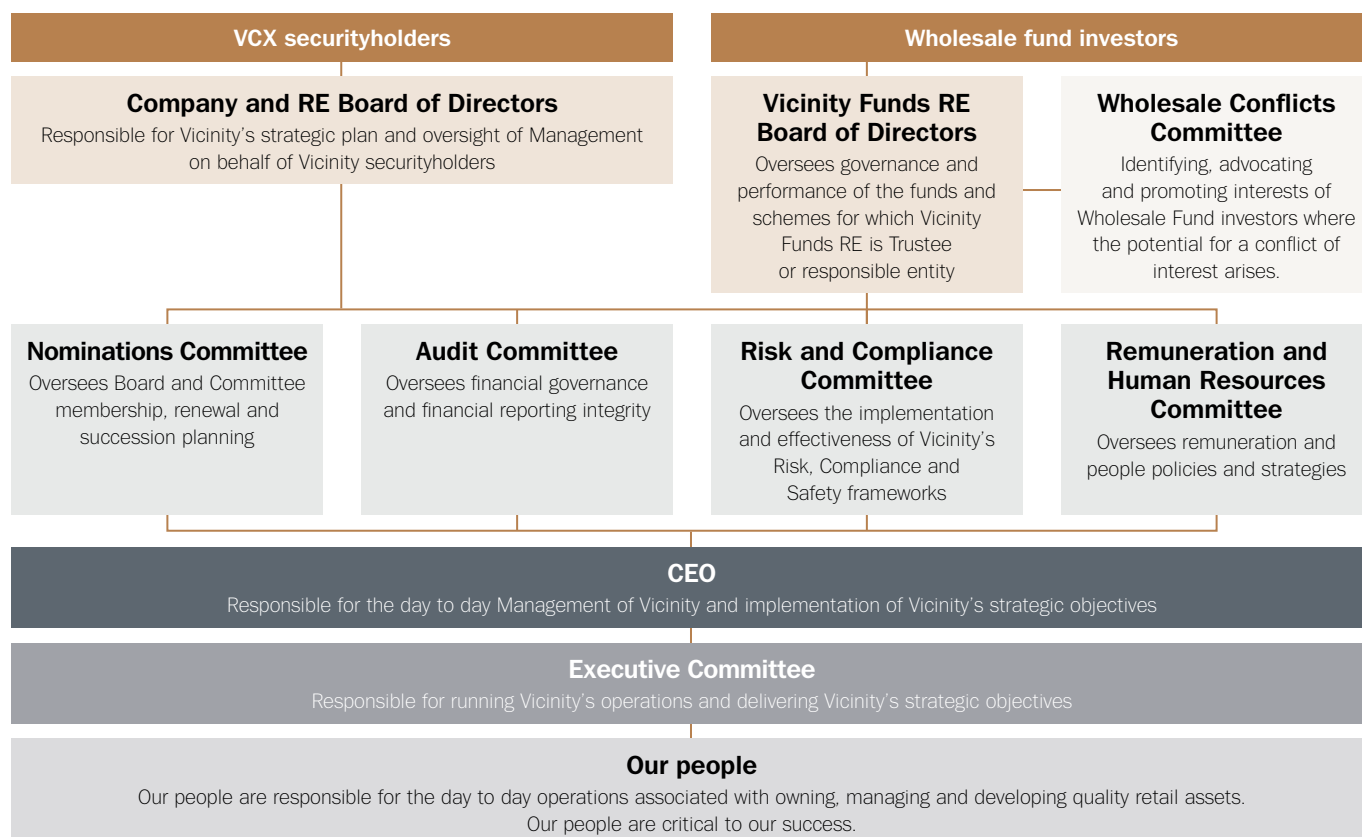 VCX securityholders
Wholesale fund investors
Company and RE Board of Directors
Responsible for Vicinity's strategic plan and oversight of Management
on behalf of Vicinity securityholders
Vicinity Funds RE
Board of Directors
Oversees governance and
performance of the funds and
schemes for which Vicinity
Funds RE is Trustee
or responsible entity
Wholesale Conflicts
Committee
Identifying, advocating
and promoting interests of
Wholesale Fund investors where
the potential for a conflict of
interest arises.
Nominations Committee
Oversees Board and Committee
membership, renewal and
succession planning
Audit Committee
Oversees financial governance
and financial reporting integrity
Risk and Compliance
Committee
Oversees the implementation
and effectiveness of Vicinity's
Risk, Compliance and
Safety frameworks
Remuneration and
Human Resources
Committee
Oversees remuneration and
people policies and strategies
CEO
Responsible for the day to day Management of Vicinity and implementation of Vicinity's strategic objectives
Executive Committee
Responsible for running Vicinity's operations and delivering Vicinity's strategic objectives
Our people
Our people are responsible for the day to day operations associated with owning, managing and developing quality retail assets.
Our people are critical to our success.